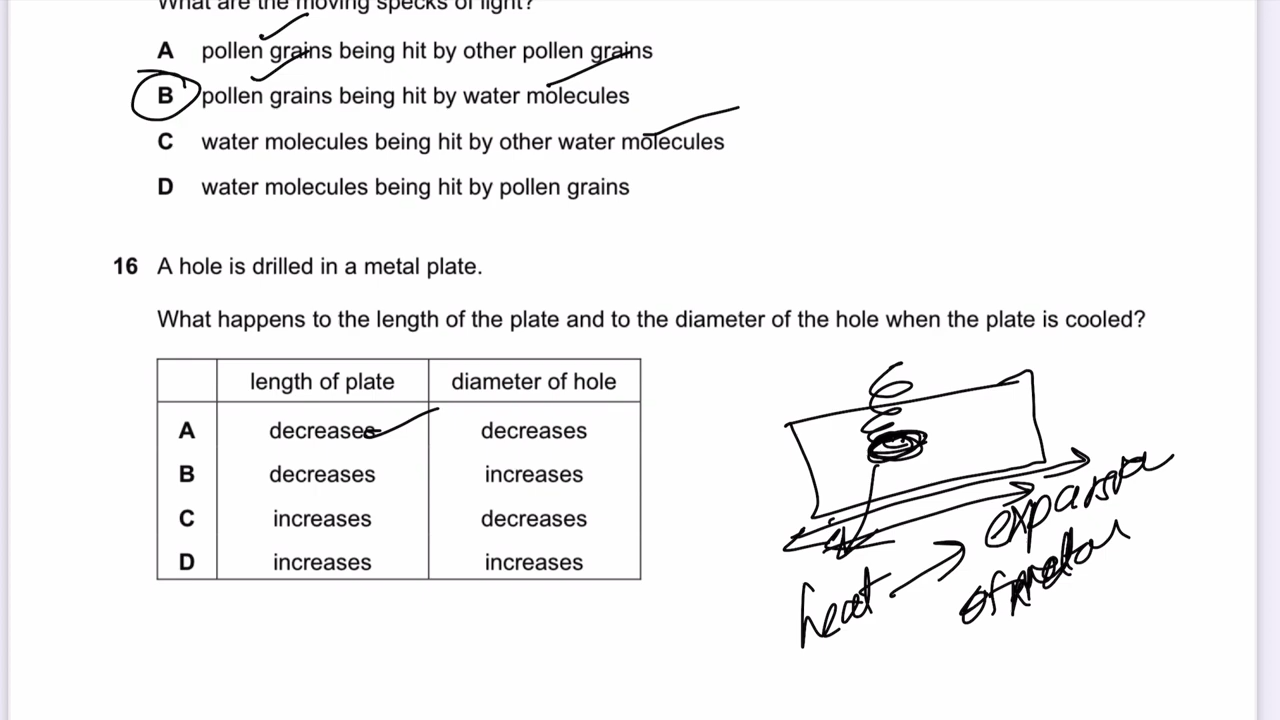 What are the moving specks of light?
A pollen grains being hit by other pollen grains
B pollen grains being hit by water molecules
C water molecules being hit by other water molecules
D water molecules being hit by pollen grains
16 A hole is drilled in a metal plate.
What happens to the length of the plate and to the diameter of the hole when the plate is cooled?
length of plate diameter of hole
A decreases decreases
B decreases increases
C increases decreases
D increases increases
heat
of metal